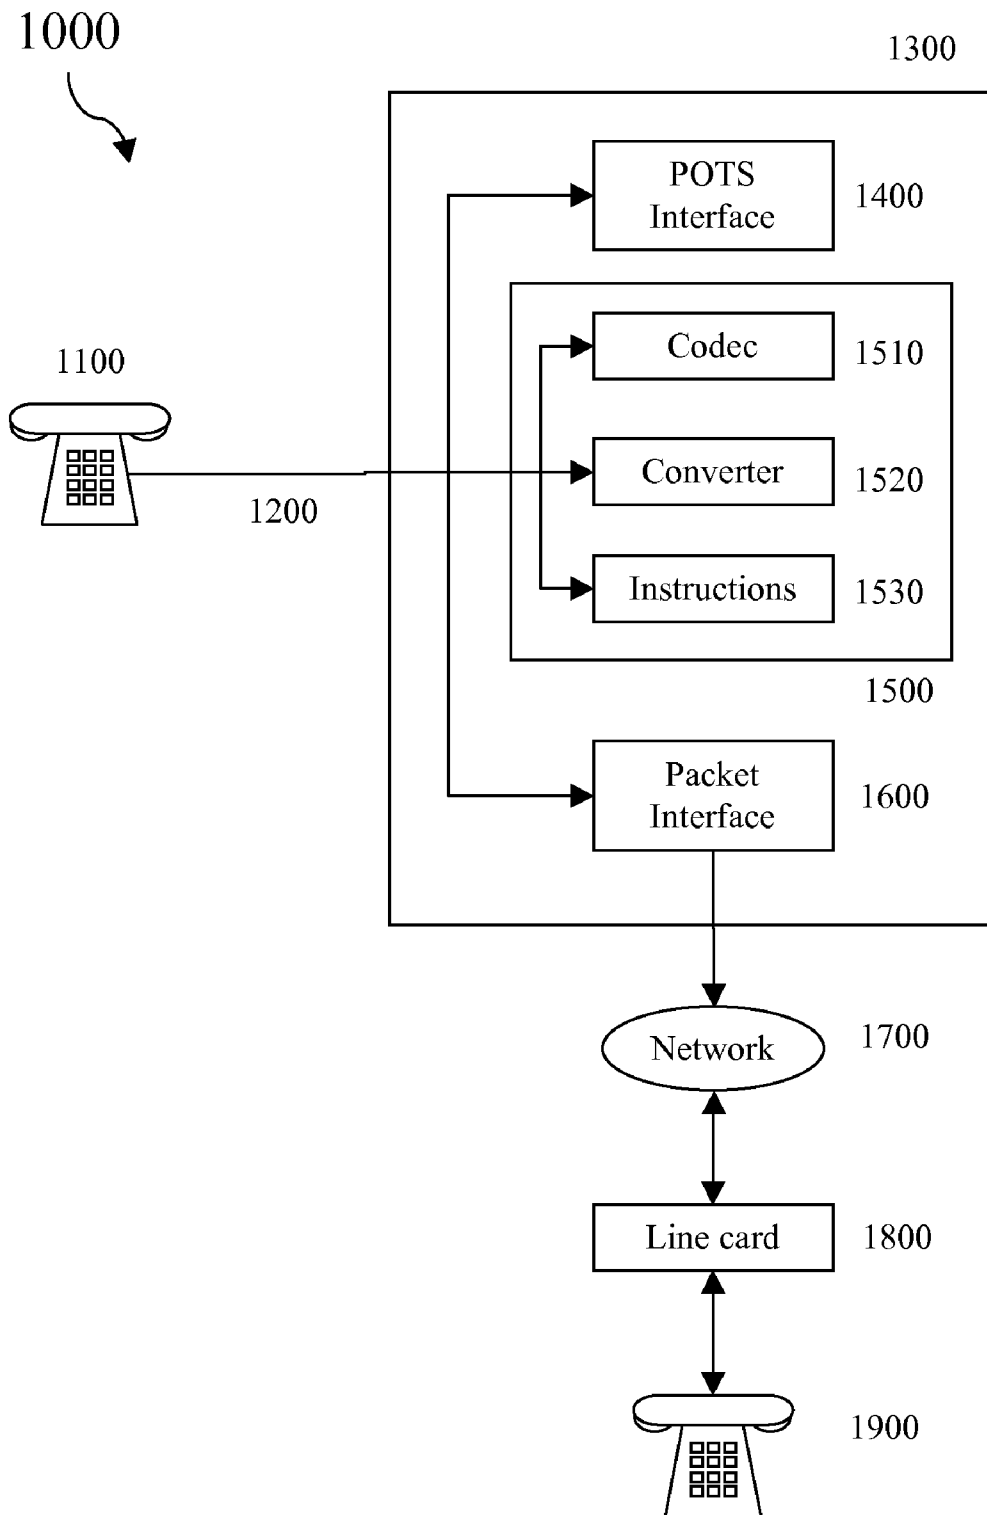 1000
1300
POTS
Interface
1400
Codec
1510
1100
Converter
1520
1200
Instructions
1530
1500
Packet
Interface
1600
Network
1700
Line card
1800
1900